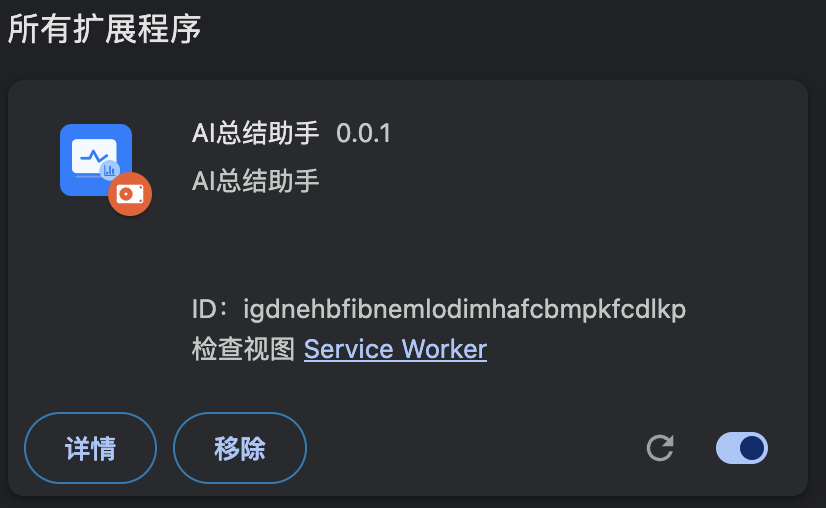 所有扩展程序
AI总结助手 0.0.1
AI总结助手
ID：igdnehbfibnemlodimhafcbmpkfcdlkp
检查视图 Service Worker
详情 移除